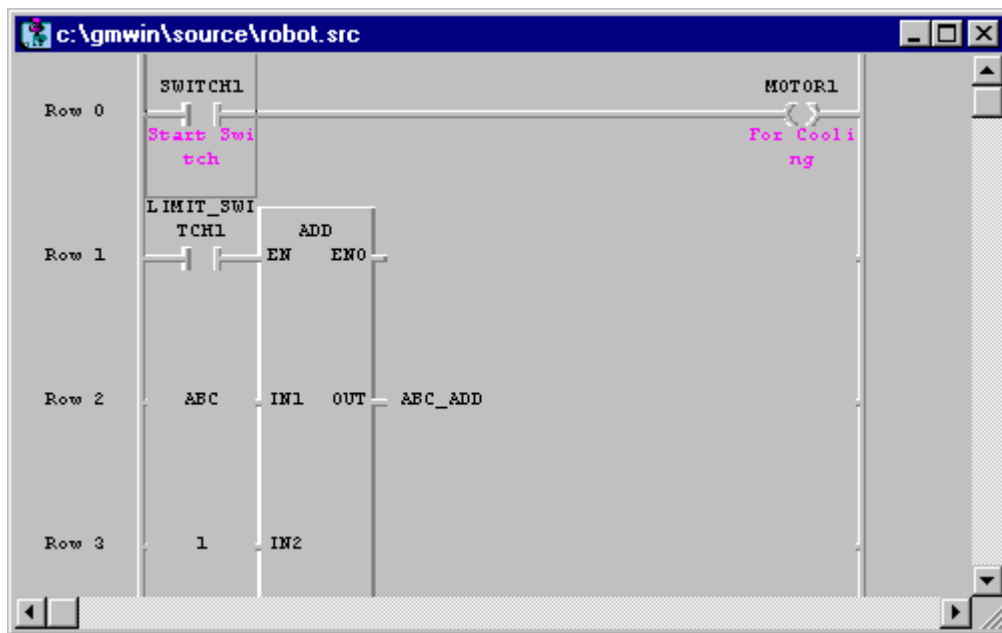 c:\gmwin\source\robot.src
SWITCH1 MOTOR1
Row 0
Start Swi For Cooli
tch ng
LIMIT_SWI
TCH1 ADD
Row 1 EN ENO
Row 2 ABC IN1 OUT ABC_ADD
Row 3 1 IN2